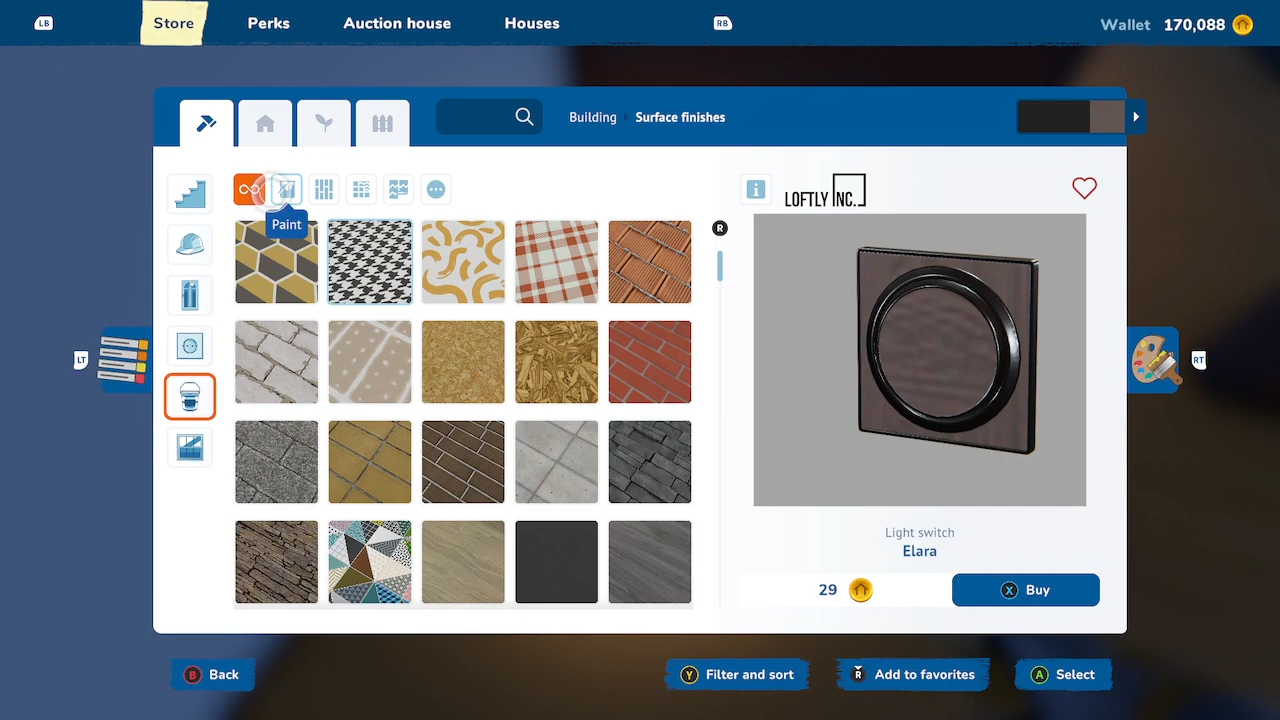 LB
Store
Perks
Auction house
Houses
RB
Wallet 170,088
Building
Surface finishes
Paint
R
LOFTLY INC.
LT
RT
Light switch
Elara
29
X Buy
B Back
Y Filter and sort
R Add to favorites
A Select